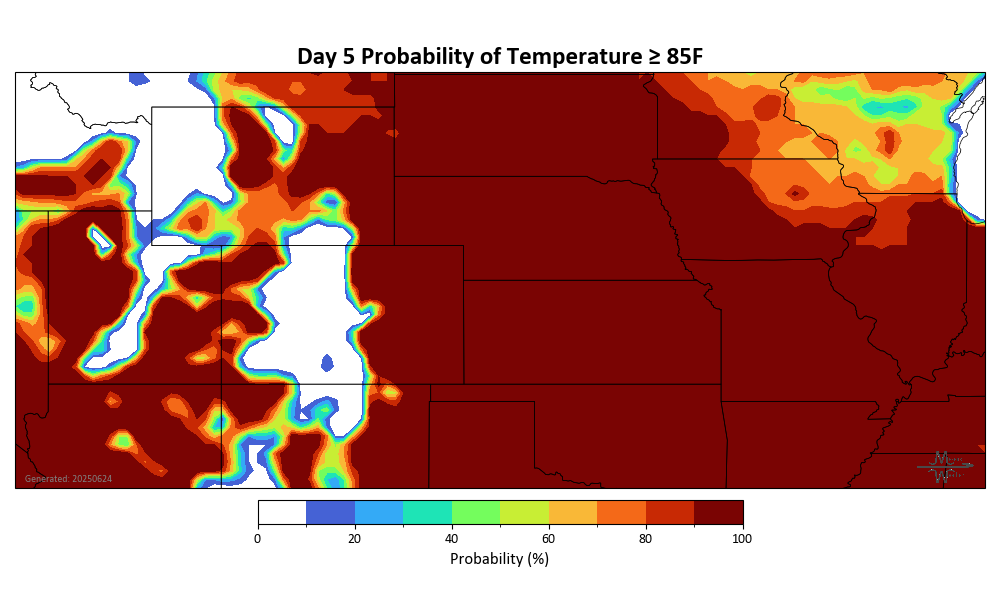 Day 5 Probability of Temperature ≥ 85F
Generated: 20250624
0 20 40 60 80 100
Probability (%)